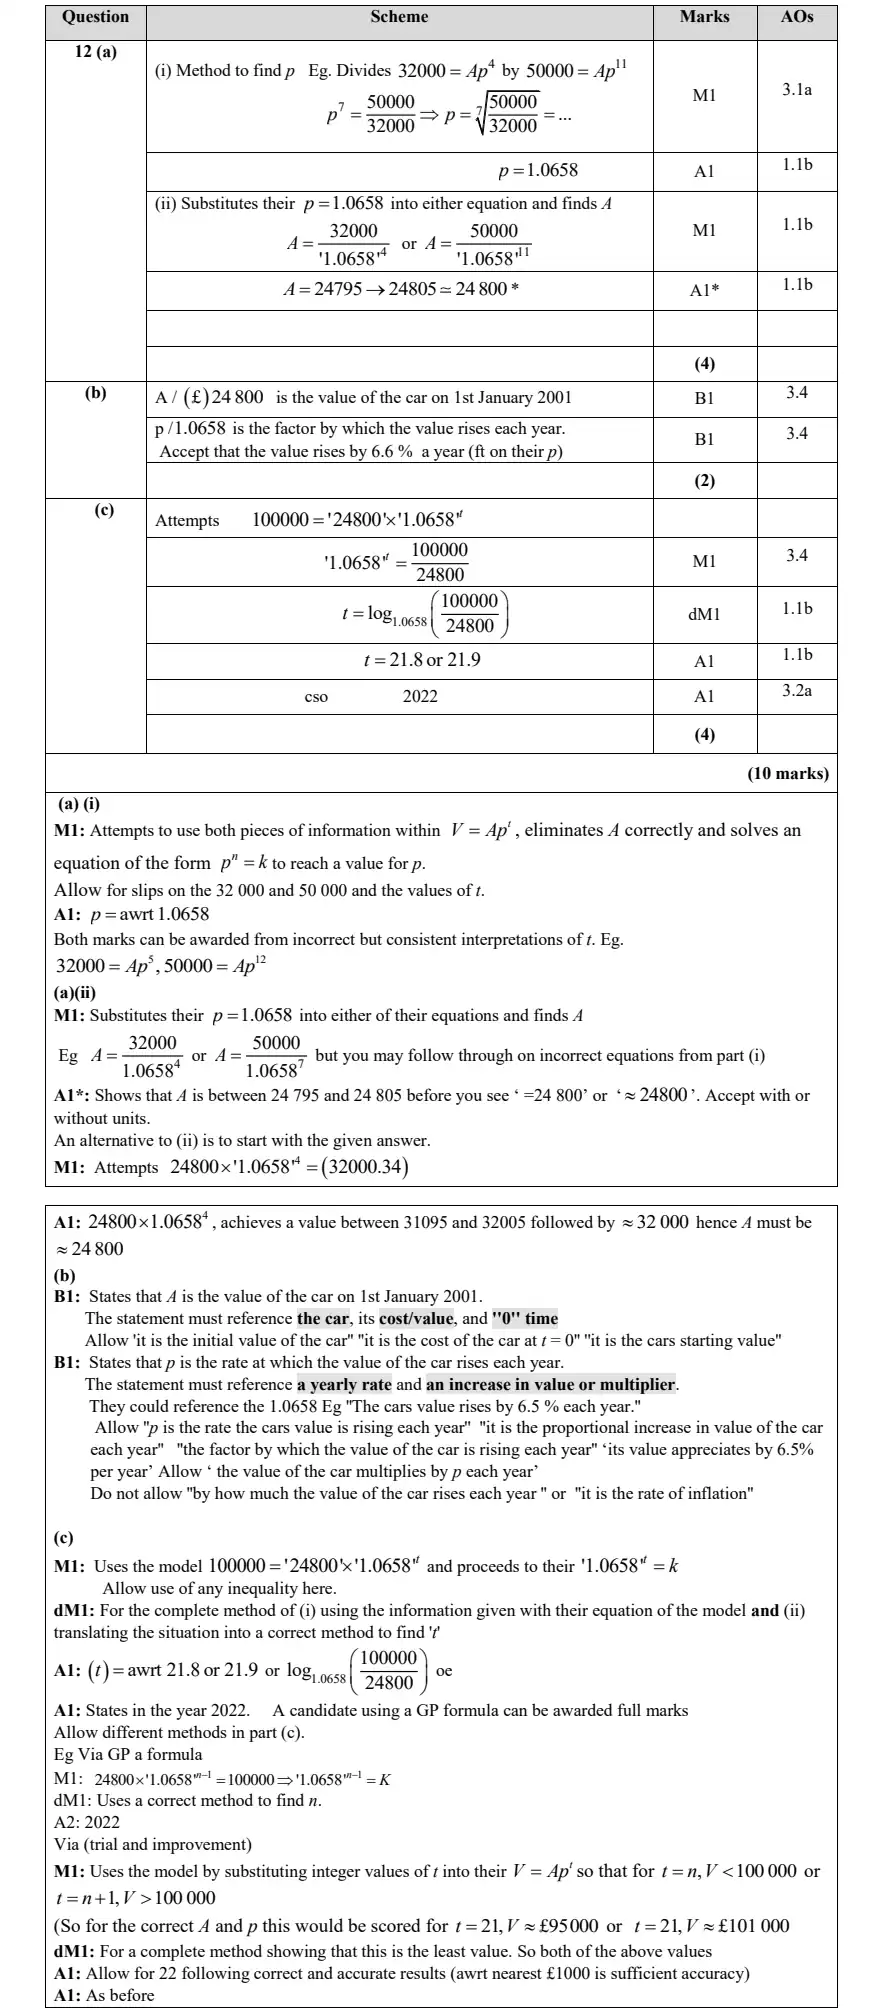 Question Scheme Marks AOs
12 (a) (i) Method to find p Eg. Divides 32000 = Ap⁴ by 50000 = Ap¹¹
p⁷ = 50000/32000 ⇒ p = ⁷√(50000/32000) = ... M1 3.1a
p = 1.0658 A1 1.1b
(ii) Substitutes their p = 1.0658 into either equation and finds A
A = 32000/'1.0658'⁴ or A = 50000/'1.0658'¹¹ M1 1.1b
A = 24795 → 24805 ≃ 24 800 * A1* 1.1b
(4)
(b) A / (£) 24 800 is the value of the car on 1st January 2001 B1 3.4
p /1.0658 is the factor by which the value rises each year.
Accept that the value rises by 6.6 % a year (ft on their p) B1 3.4
(2)
(c) Attempts 100000 = '24800'×'1.0658'ᵗ
'1.0658'ᵗ = 100000/24800 M1 3.4
t = log₁.₀₆₅₈(100000/24800) dM1 1.1b
t = 21.8 or 21.9 A1 1.1b
cso 2022 A1 3.2a
(4)
(10 marks)
(a) (i)
M1: Attempts to use both pieces of information within V = Apᵗ , eliminates A correctly and solves an
equation of the form pⁿ = k to reach a value for p.
Allow for slips on the 32 000 and 50 000 and the values of t.
A1: p = awrt 1.0658
Both marks can be awarded from incorrect but consistent interpretations of t. Eg.
32000 = Ap⁵ , 50000 = Ap¹²
(a)(ii)
M1: Substitutes their p = 1.0658 into either of their equations and finds A
Eg A = 32000/1.0658⁴ or A = 50000/1.0658⁷ but you may follow through on incorrect equations from part (i)
A1*: Shows that A is between 24 795 and 24 805 before you see ‘ =24 800’ or ‘ ≈ 24800 ’. Accept with or
without units.
An alternative to (ii) is to start with the given answer.
M1: Attempts 24800×'1.0658'⁴ = (32000.34)
A1: 24800×1.0658⁴ , achieves a value between 31095 and 32005 followed by ≈ 32 000 hence A must be
≈ 24 800
(b)
B1: States that A is the value of the car on 1st January 2001.
The statement must reference the car, its cost/value, and "0" time
Allow 'it is the initial value of the car" "it is the cost of the car at t = 0" "it is the cars starting value"
B1: States that p is the rate at which the value of the car rises each year.
The statement must reference a yearly rate and an increase in value or multiplier.
They could reference the 1.0658 Eg "The cars value rises by 6.5 % each year."
Allow "p is the rate the cars value is rising each year" "it is the proportional increase in value of the car
each year" "the factor by which the value of the car is rising each year" ‘its value appreciates by 6.5%
per year’ Allow ‘ the value of the car multiplies by p each year’
Do not allow "by how much the value of the car rises each year " or "it is the rate of inflation"
(c)
M1: Uses the model 100000 = '24800'×'1.0658'ᵗ and proceeds to their '1.0658'ᵗ = k
Allow use of any inequality here.
dM1: For the complete method of (i) using the information given with their equation of the model and (ii)
translating the situation into a correct method to find 't'
A1: (t) = awrt 21.8 or 21.9 or log₁.₀₆₅₈(100000/24800) oe
A1: States in the year 2022. A candidate using a GP formula can be awarded full marks
Allow different methods in part (c).
Eg Via GP a formula
M1: 24800×'1.0658'ⁿ⁻¹ = 100000 ⇒ '1.0658'ⁿ⁻¹ = K
dM1: Uses a correct method to find n.
A2: 2022
Via (trial and improvement)
M1: Uses the model by substituting integer values of t into their V = Apᵗ so that for t = n, V < 100 000 or
t = n + 1, V > 100 000
(So for the correct A and p this would be scored for t = 21, V ≈ £95000 or t = 21, V ≈ £101 000
dM1: For a complete method showing that this is the least value. So both of the above values
A1: Allow for 22 following correct and accurate results (awrt nearest £1000 is sufficient accuracy)
A1: As before